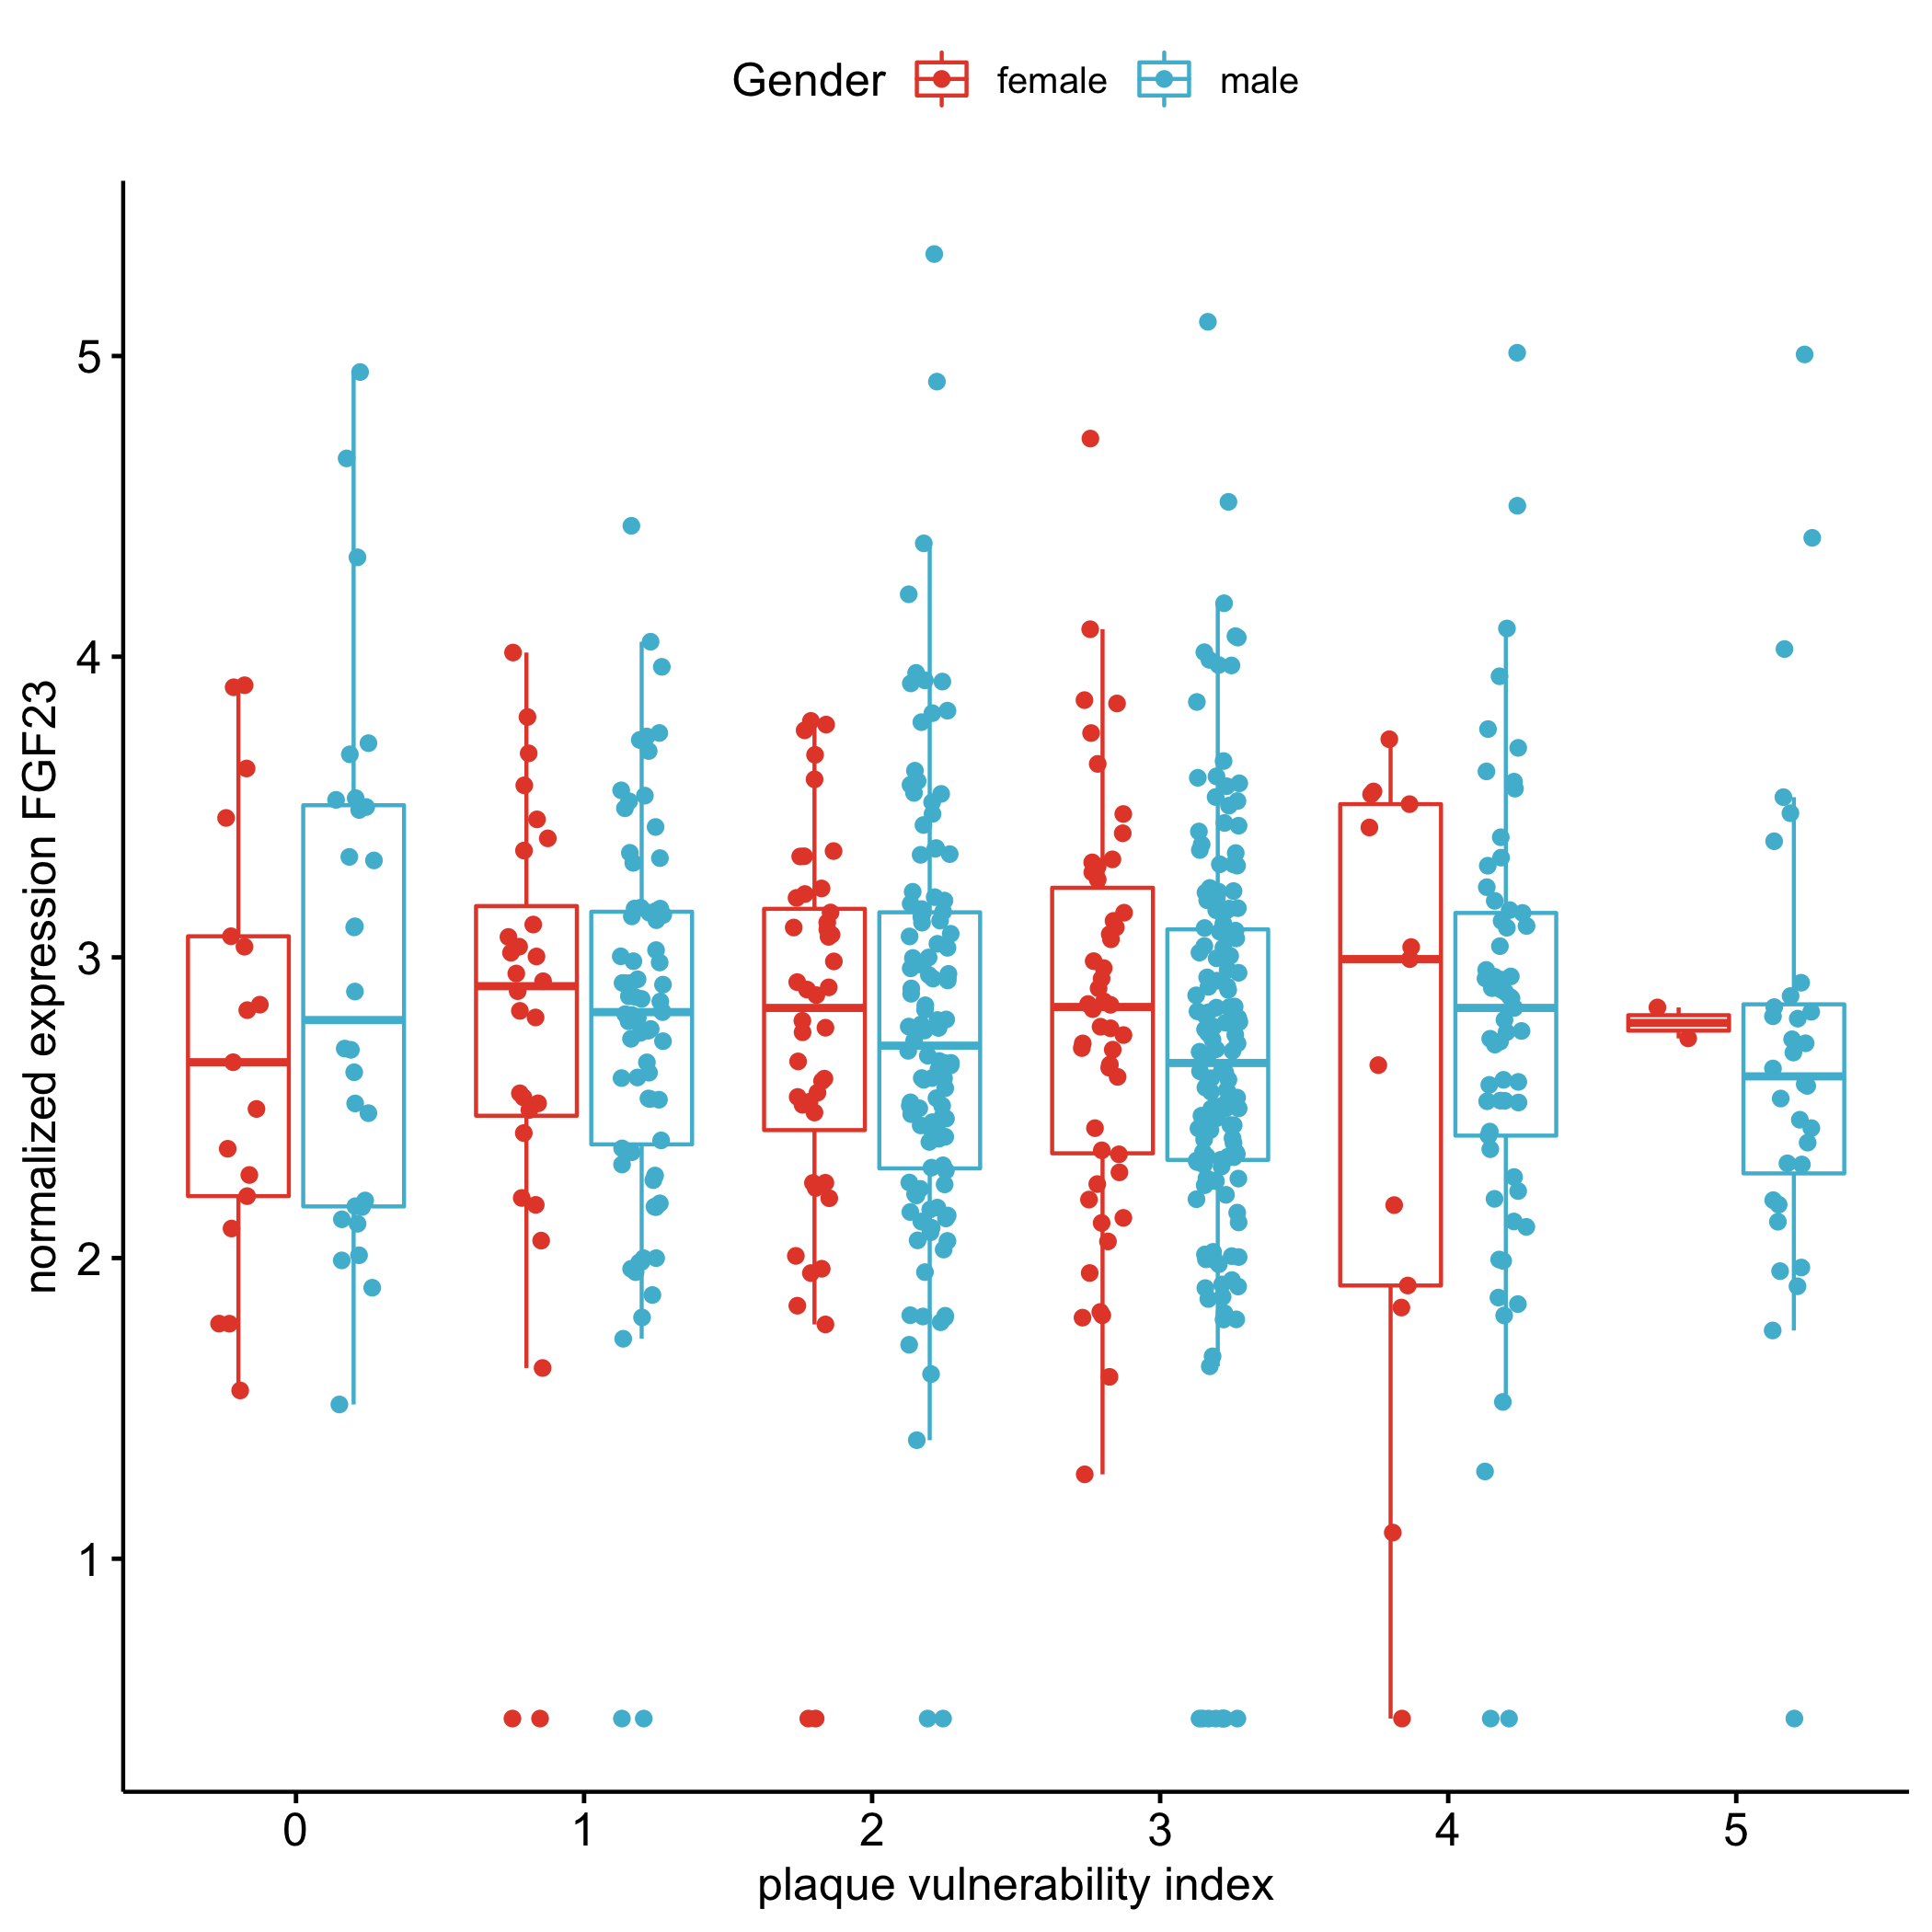 Gender female male
normalized expression FGF23
5
4
3
2
1
0 1 2 3 4 5
plaque vulnerability index